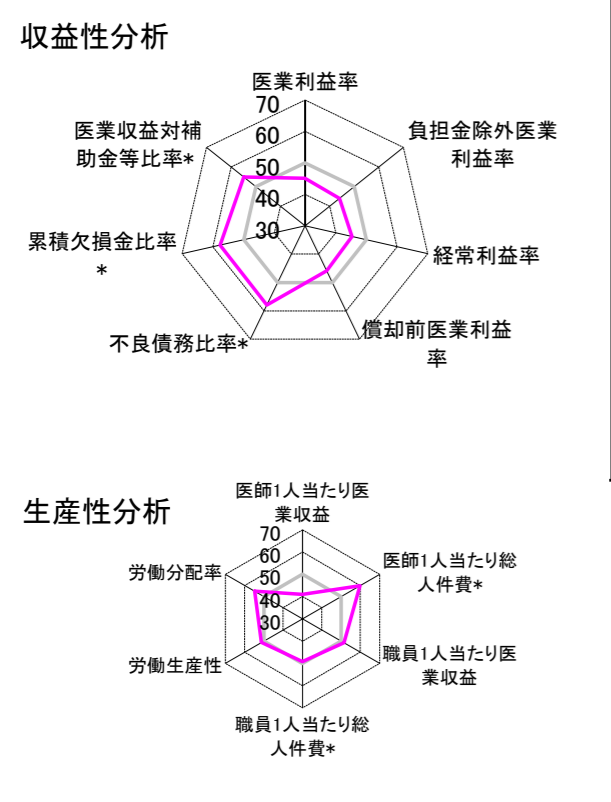 収益性分析
医業利益率
70
60
50
40
30
負担金除外医業
利益率
経常利益率
償却前医業利益
率
不良債務比率*
累積欠損金比率
*
医業収益対補
助金等比率*
生産性分析
医師1人当たり医
業収益
70
60
50
40
30
医師1人当たり総
人件費*
職員1人当たり医
業収益
職員1人当たり総
人件費*
労働生産性
労働分配率